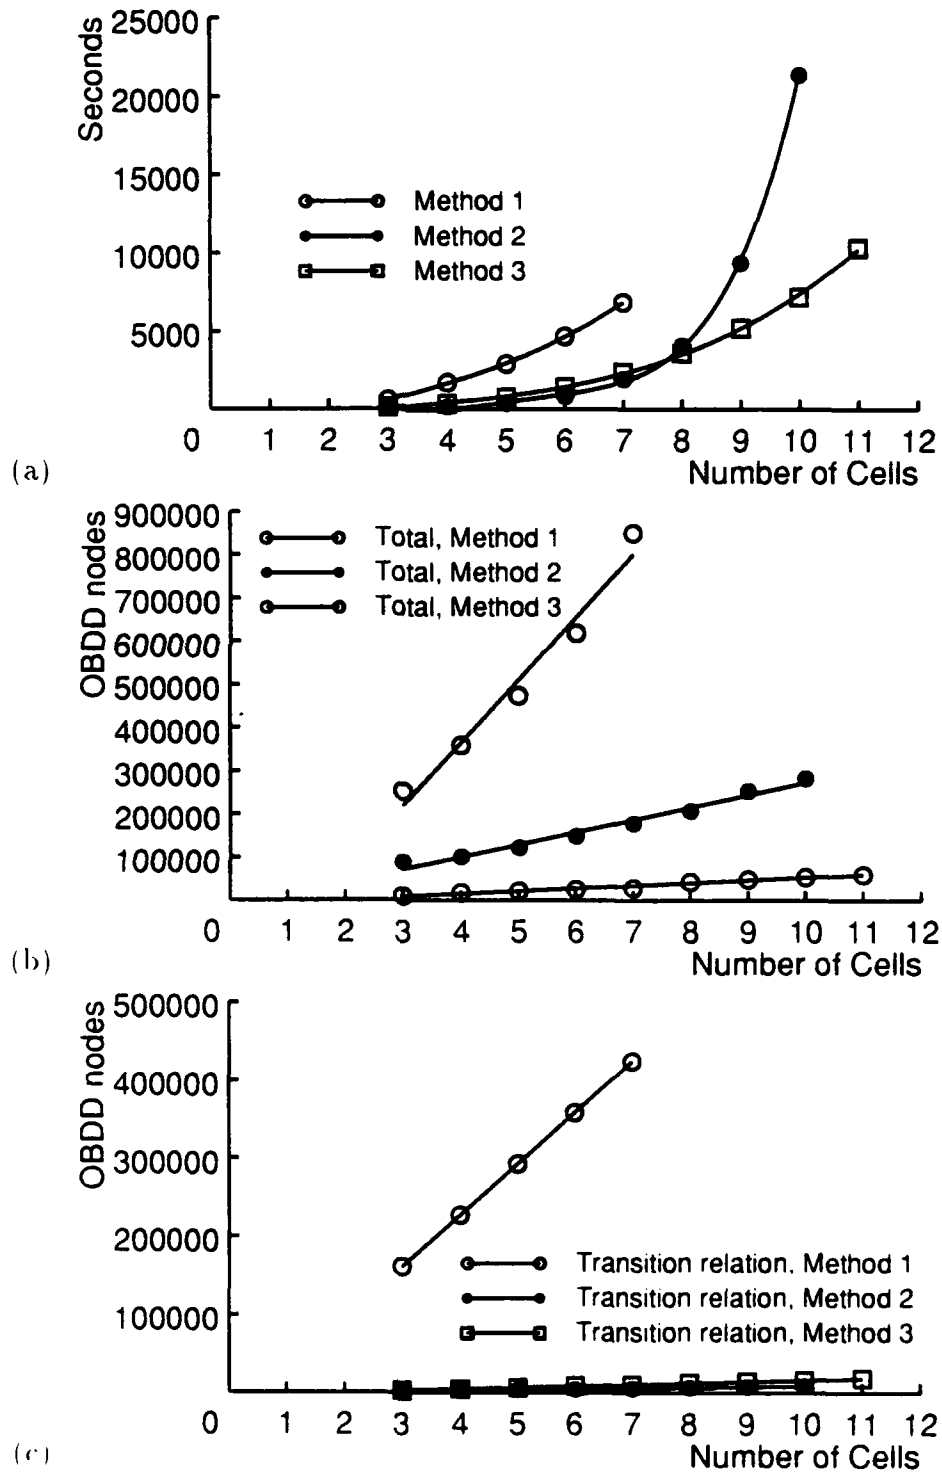 Seconds
25000
20000
15000
10000
5000
Method 1
Method 2
Method 3
0 1 2 3 4 5 6 7 8 9 10 11 12
Number of Cells
(a)
OBDD nodes
900000
800000
700000
600000
500000
400000
300000
200000
100000
Total, Method 1
Total, Method 2
Total, Method 3
0 1 2 3 4 5 6 7 8 9 10 11 12
Number of Cells
(b)
OBDD nodes
500000
400000
300000
200000
100000
Transition relation, Method 1
Transition relation, Method 2
Transition relation, Method 3
0 1 2 3 4 5 6 7 8 9 10 11 12
Number of Cells
(c)